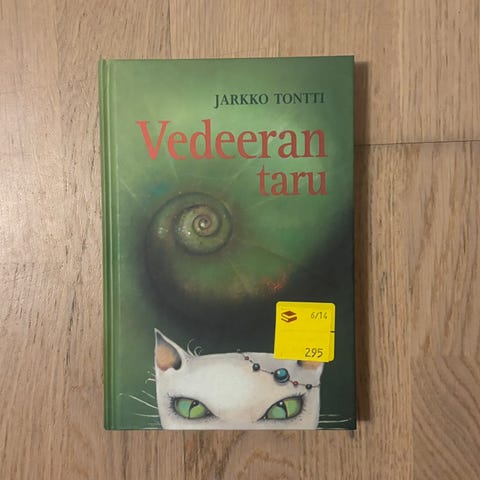 JARKKO TONTTI
Vedeeran
taru
6/14
295